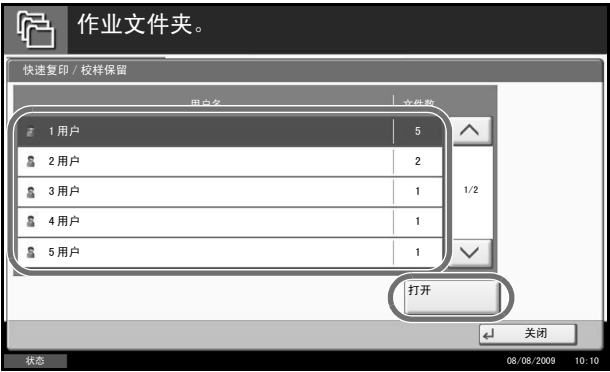 作业文件夹。
快速复印 / 校样保留
用户名 文件数
1 用户 5
2 用户 2
3 用户 1
4 用户 1
5 用户 1
1/2
打开
关闭
状态 08/08/2009 10:10